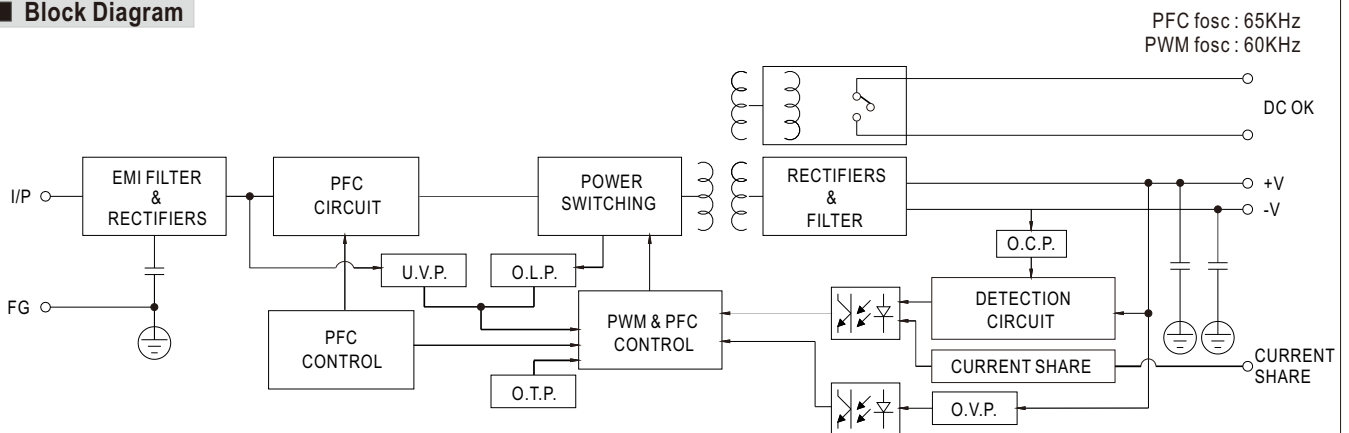 Block Diagram
PFC fosc : 65KHz
PWM fosc : 60KHz
DC OK
I/P
EMI FILTER
&
RECTIFIERS
PFC
CIRCUIT
POWER
SWITCHING
RECTIFIERS
&
FILTER
+V
-V
O.C.P.
U.V.P.
O.L.P.
FG
PFC
CONTROL
PWM & PFC
CONTROL
DETECTION
CIRCUIT
O.T.P.
CURRENT SHARE
CURRENT
SHARE
O.V.P.